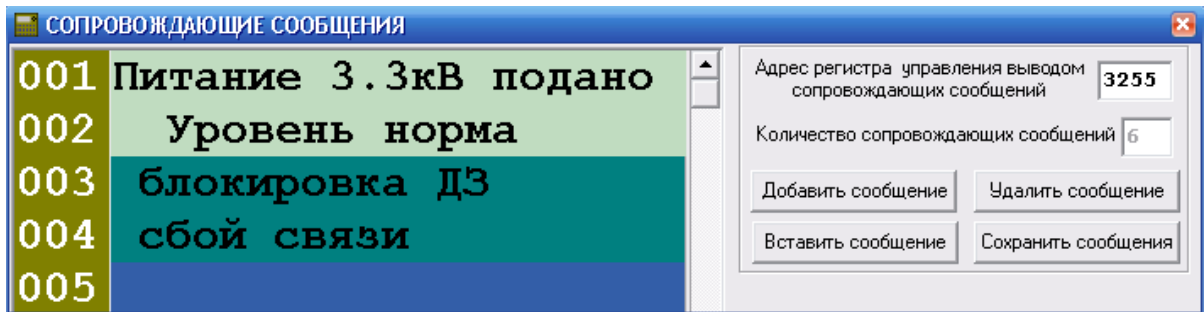 СОПРОВОЖДАЮЩИЕ СООБЩЕНИЯ
001 Питание 3.3кВ подано
002 Уровень норма
003 блокировка ДЗ
004 сбой связи
005
Адрес регистра управления выводом
сопровождающих сообщений 3255
Количество сопровождающих сообщений 6
Добавить сообщение Удалить сообщение
Вставить сообщение Сохранить сообщения